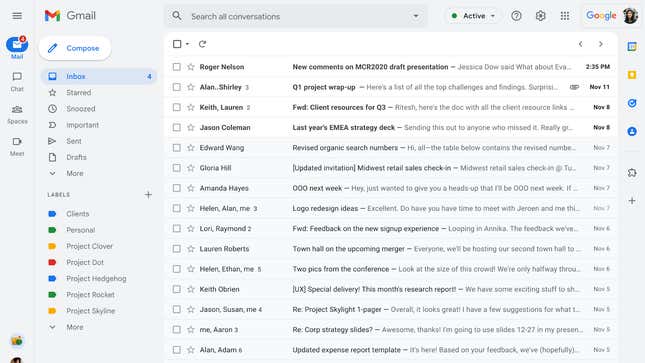 Gmail
Search all conversations
Active
Google
4
Mail
Chat
Spaces
Meet
Compose
Inbox 4
Starred
Snoozed
Important
Sent
Drafts
More
LABELS
Clients
Personal
Project Clover
Project Dot
Project Hedgehog
Project Rocket
Project Skyline
More
Roger Nelson New comments on MCR2020 draft presentation — Jessica Dow said What about Eva... 2:35 PM
Alan..Shirley 3 Q1 project wrap-up — Here's a list of all the top challenges and findings. Surprisi... Nov 11
Keith, Lauren 2 Fwd: Client resources for Q3 — Ritesh, here's the doc with all the client resource links ... Nov 8
Jason Coleman Last year's EMEA strategy deck — Sending this out to anyone who missed it. Really gr... Nov 8
Edward Wang Revised organic search numbers — Hi, all—the table below contains the revised numbe... Nov 7
Gloria Hill [Updated invitation] Midwest retail sales check-in — Midwest retail sales check-in @ Tu... Nov 7
Amanda Hayes OOO next week — Hey, just wanted to give you a heads-up that I'll be OOO next week. If ... Nov 7
Helen, Alan, me 3 Logo redesign ideas — Excellent. Do have you have time to meet with Jeroen and me thi... Nov 7
Lori, Raymond 2 Fwd: Feedback on the new signup experience — Looping in Annika. The feedback we've... Nov 6
Lauren Roberts Town hall on the upcoming merger — Everyone, we'll be hosting our second town hall to ... Nov 6
Helen, Ethan, me 5 Two pics from the conference — Look at the size of this crowd! We're only halfway throu... Nov 6
Keith Obrien [UX] Special delivery! This month's research report! — We have some exciting stuff to sh... Nov 5
Jason, Susan, me 4 Re: Project Skylight 1-pager — Overall, it looks great! I have a few suggestions for what t... Nov 5
me, Aaron 3 Re: Corp strategy slides? — Awesome, thanks! I'm going to use slides 12-27 in my presen... Nov 5
Alan, Adam 6 Updated expense report template — It's here! Based on your feedback, we've (hopefully)... Nov 5